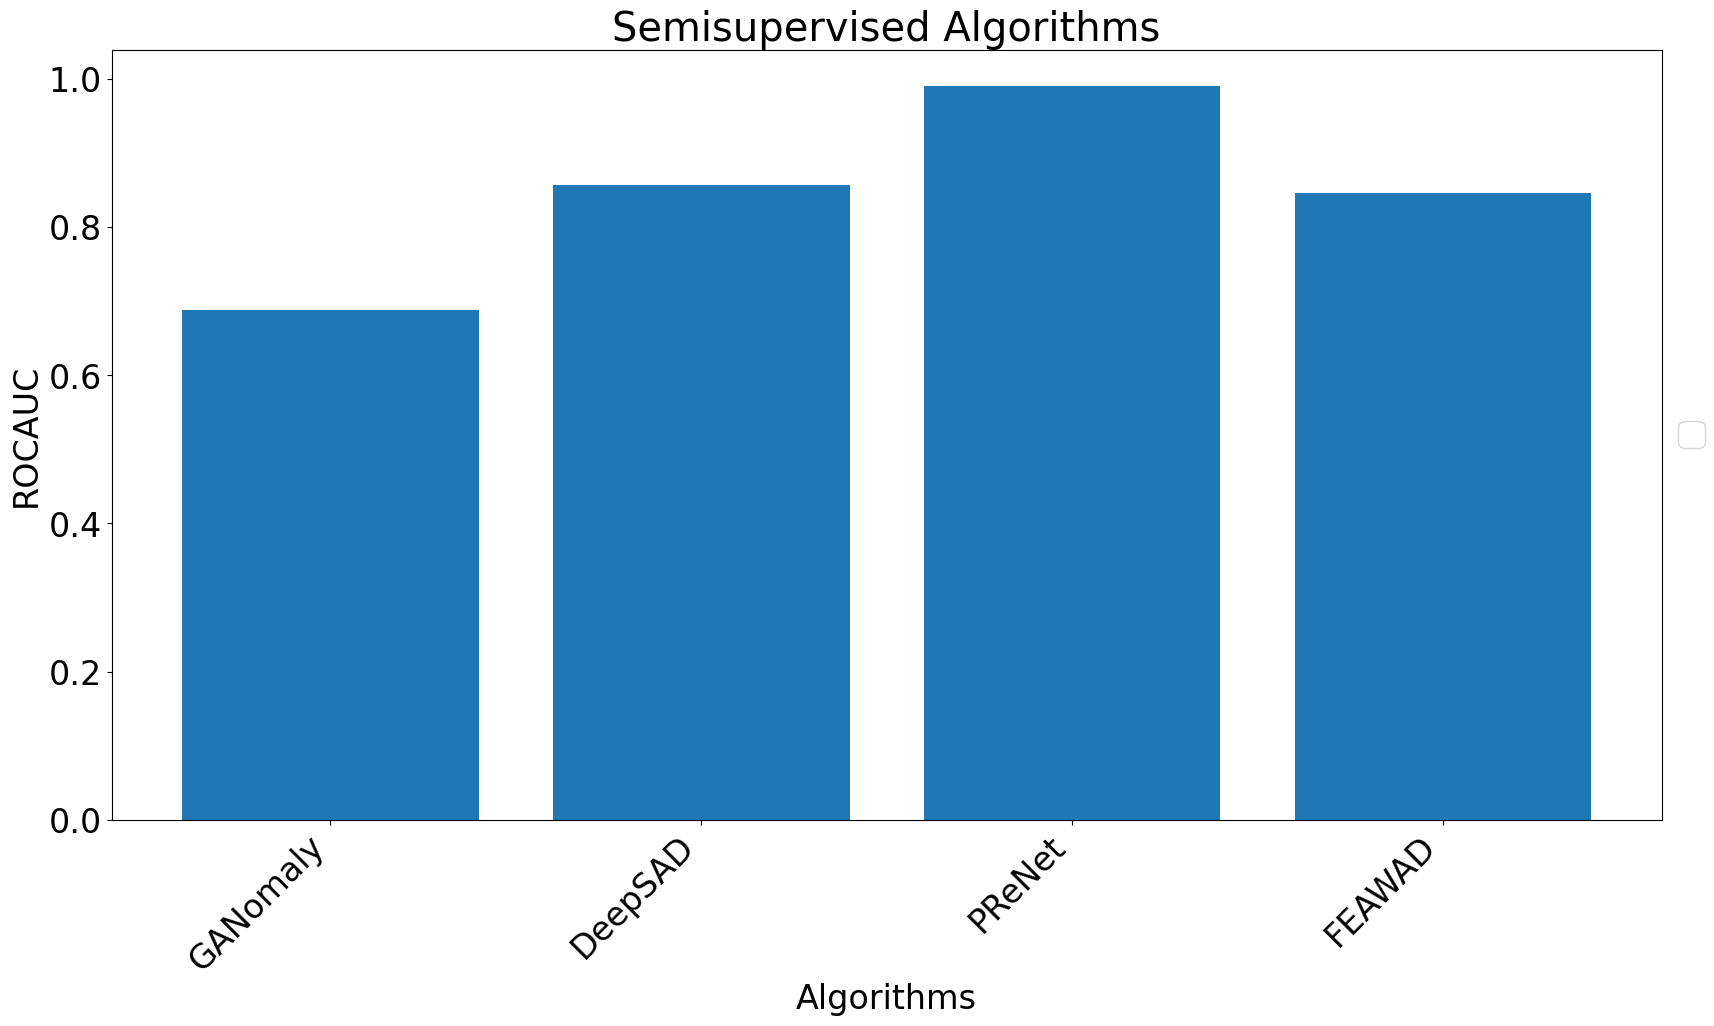 Semisupervised Algorithms
1.0
0.8
0.6
0.4
0.2
0.0
ROCAUC
GANomaly
DeepSAD
PReNet
FEAWAD
Algorithms